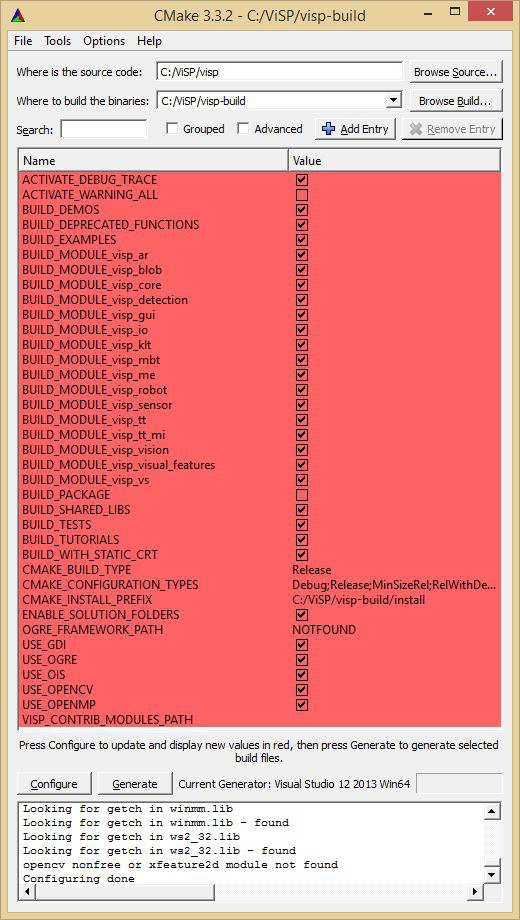 CMake 3.3.2 - C:/ViSP/visp-build
File Tools Options Help
Where is the source code: C:/ViSP/visp Browse Source...
Where to build the binaries: C:/ViSP/visp-build Browse Build...
Search: Grouped Advanced Add Entry Remove Entry
Name Value
ACTIVATE_DEBUG_TRACE
ACTIVATE_WARNING_ALL
BUILD_DEMOS
BUILD_DEPRECATED_FUNCTIONS
BUILD_EXAMPLES
BUILD_MODULE_visp_ar
BUILD_MODULE_visp_blob
BUILD_MODULE_visp_core
BUILD_MODULE_visp_detection
BUILD_MODULE_visp_gui
BUILD_MODULE_visp_io
BUILD_MODULE_visp_klt
BUILD_MODULE_visp_mbt
BUILD_MODULE_visp_me
BUILD_MODULE_visp_robot
BUILD_MODULE_visp_sensor
BUILD_MODULE_visp_tt
BUILD_MODULE_visp_tt_mi
BUILD_MODULE_visp_vision
BUILD_MODULE_visp_visual_features
BUILD_MODULE_visp_vs
BUILD_PACKAGE
BUILD_SHARED_LIBS
BUILD_TESTS
BUILD_TUTORIALS
BUILD_WITH_STATIC_CRT
CMAKE_BUILD_TYPE Release
CMAKE_CONFIGURATION_TYPES Debug;Release;MinSizeRel;RelWithDe...
CMAKE_INSTALL_PREFIX C:/ViSP/visp-build/install
ENABLE_SOLUTION_FOLDERS
OGRE_FRAMEWORK_PATH NOTFOUND
USE_GDI
USE_OGRE
USE_OIS
USE_OPENCV
USE_OPENMP
VISP_CONTRIB_MODULES_PATH
Press Configure to update and display new values in red, then press Generate to generate selected
build files.
Configure Generate Current Generator: Visual Studio 12 2013 Win64
Looking for getch in winmm.lib
Looking for getch in winmm.lib - found
Looking for getch in ws2_32.lib
Looking for getch in ws2_32.lib - found
opencv nonfree or xfeature2d module not found
Configuring done